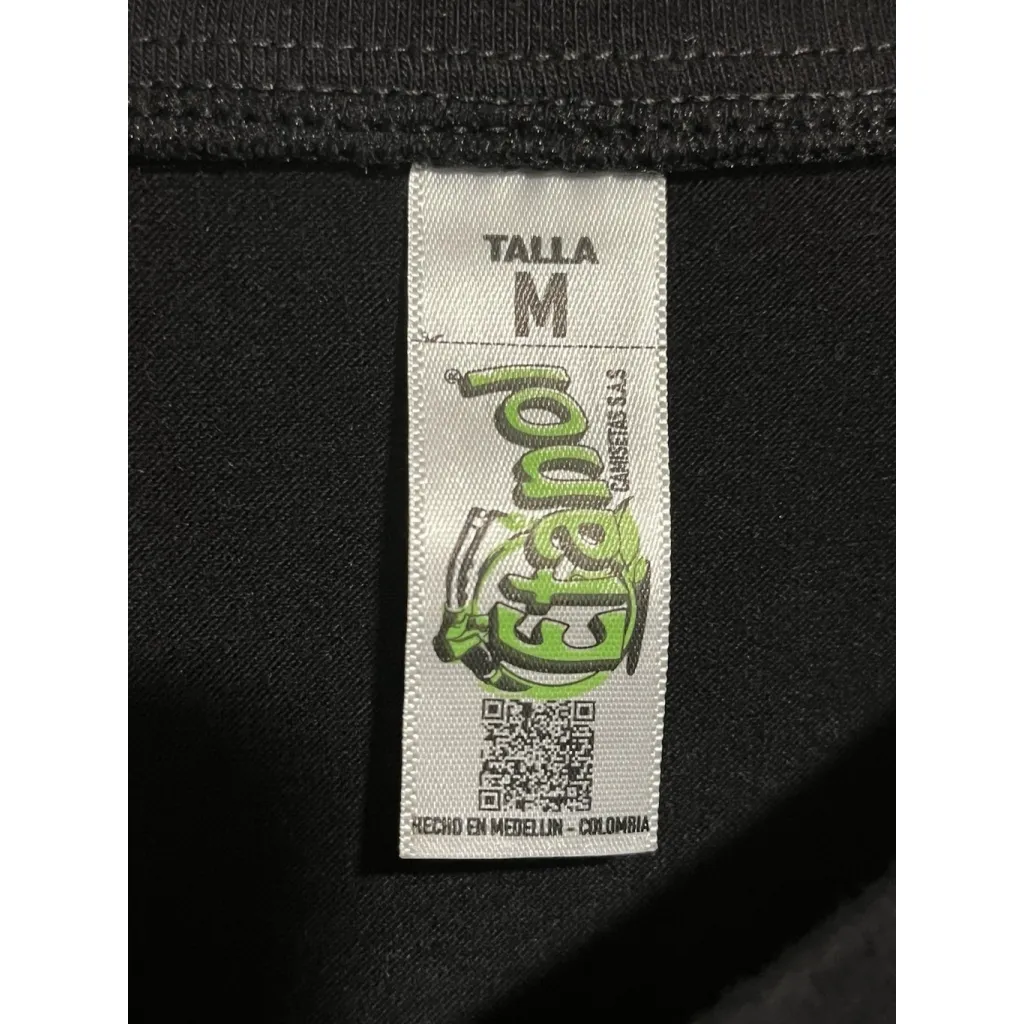 TALLA
M
Etanol®
CAMISETAS S.A.S
HECHO EN MEDELLIN - COLOMBIA